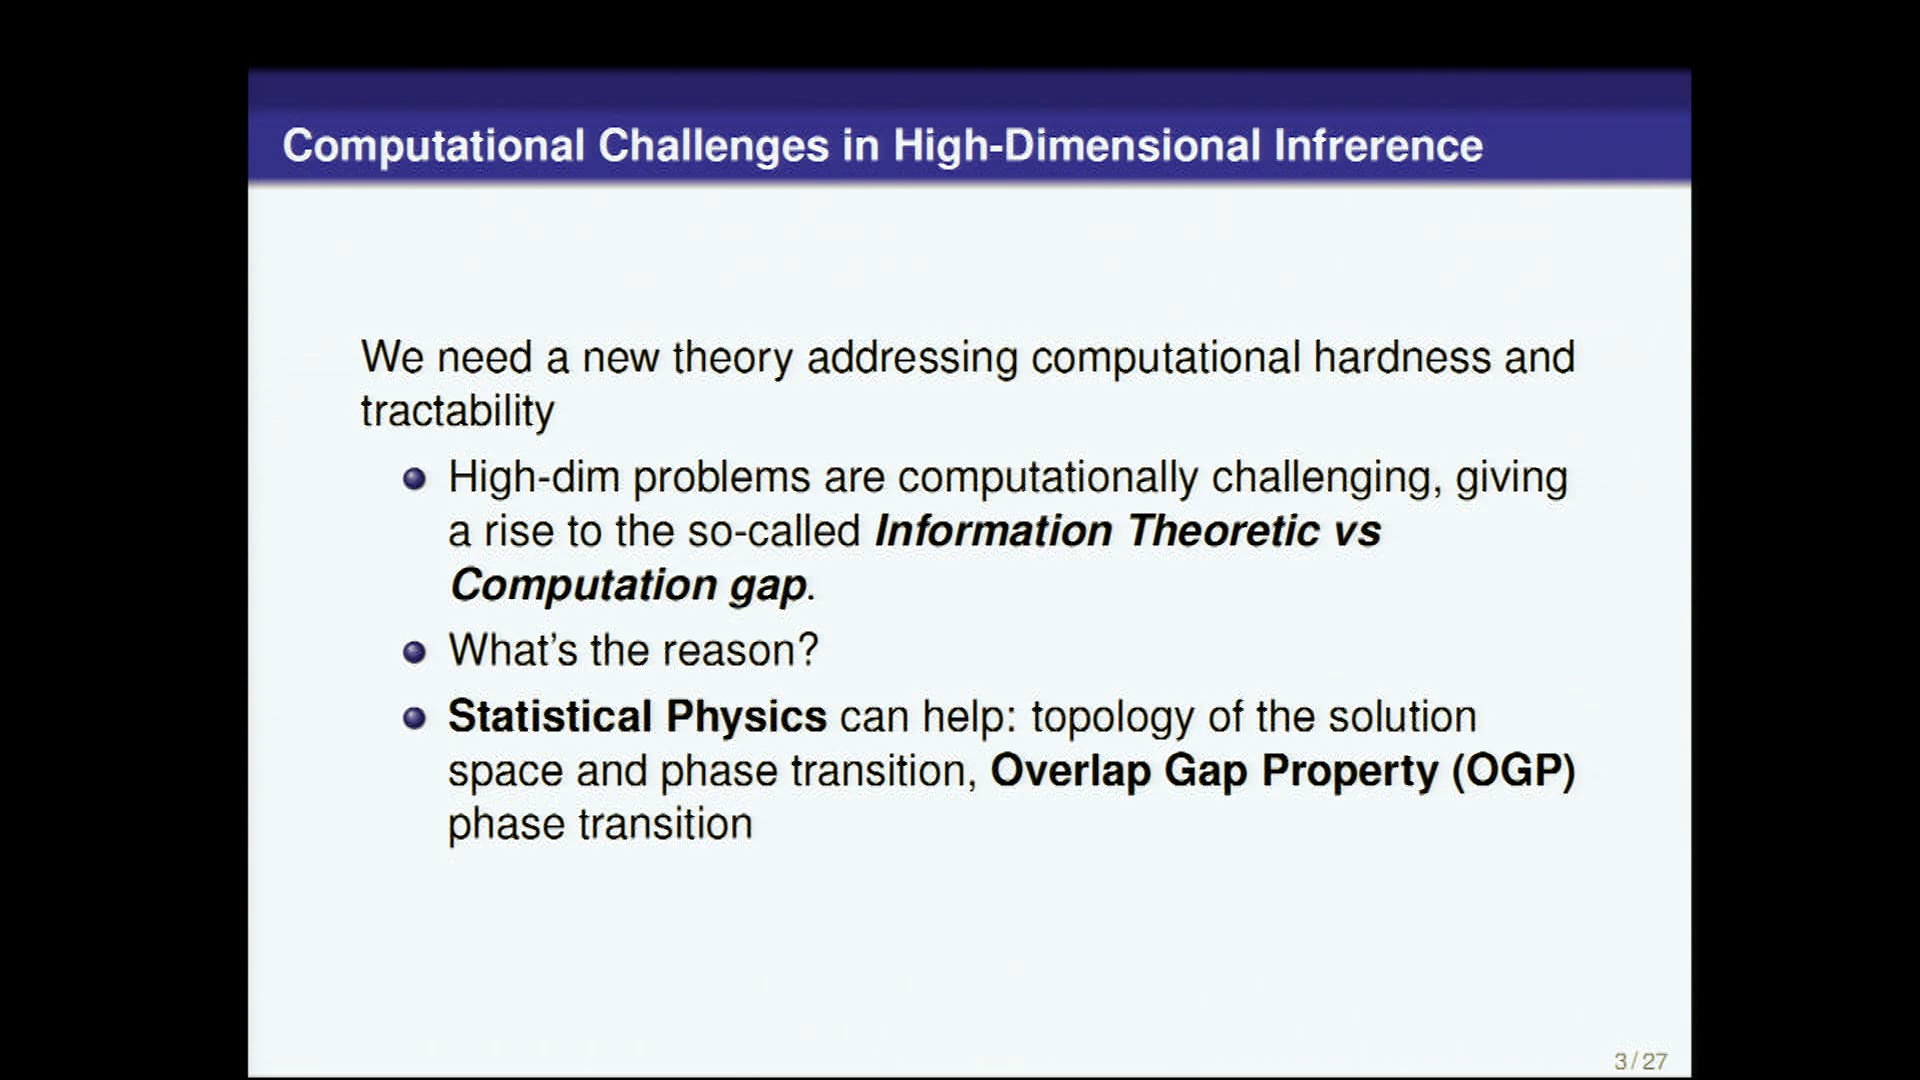 Computational Challenges in High-Dimensional Infrerence
We need a new theory addressing computational hardness and
tractability
High-dim problems are computationally challenging, giving
a rise to the so-called Information Theoretic vs
Computation gap.
What's the reason?
Statistical Physics can help: topology of the solution
space and phase transition, Overlap Gap Property (OGP)
phase transition
3 / 27